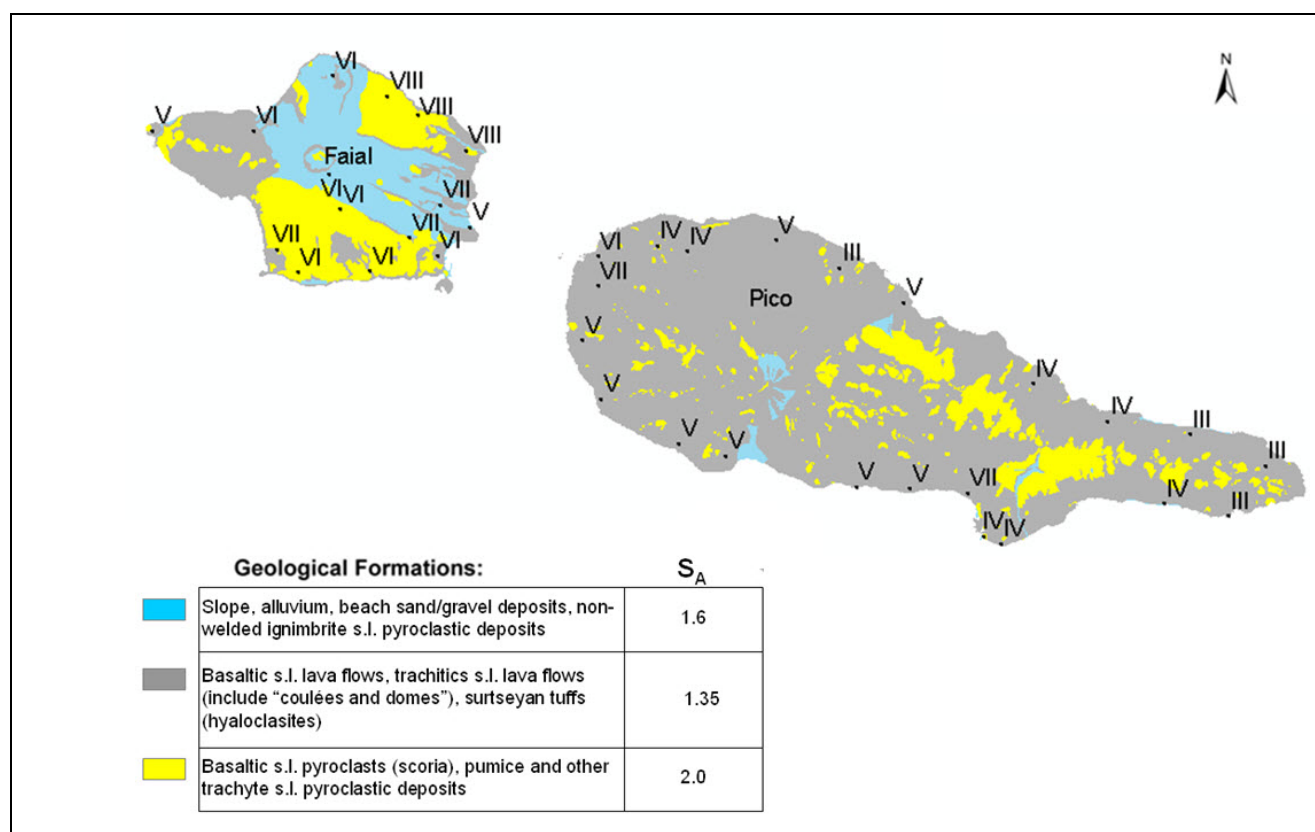 N
VI
VIII
V
VI
VIII
VIII
Faial
VI
VI
VII
V
VII
VII
VI
VI
VI
V
IV
IV
VI
III
VII
Pico
V
V
IV
V
IV
V
III
V
III
V
V
VII
IV
III
IV
IV
Geological Formations:
S_A
Slope, alluvium, beach sand/gravel deposits, non-
welded ignimbrite s.l. pyroclastic deposits
1.6
Basaltic s.l. lava flows, trachitics s.l. lava flows
(include “coulées and domes”), surtseyan tuffs
(hyaloclasites)
1.35
Basaltic s.l. pyroclasts (scoria), pumice and other
trachyte s.l. pyroclastic deposits
2.0